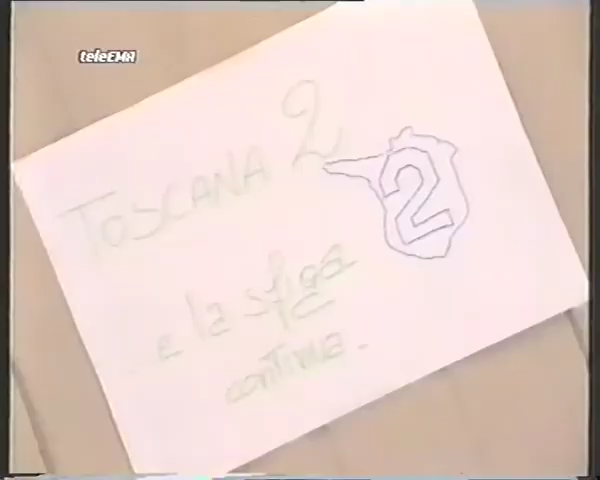 teleEMA
TOSCANA 2
2
e la sfiga
continua.